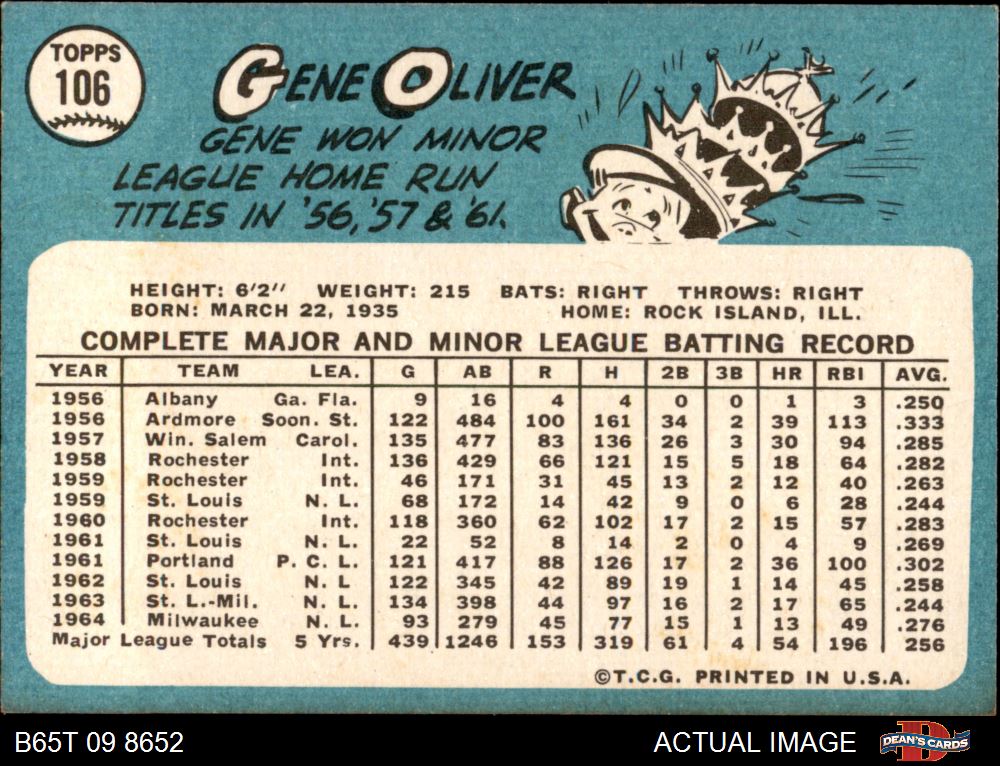 TOPPS
106
GENE OLIVER
GENE WON MINOR
LEAGUE HOME RUN
TITLES IN '56, '57 & '61.
HEIGHT: 6'2" WEIGHT: 215 BATS: RIGHT THROWS: RIGHT
BORN: MARCH 22, 1935 HOME: ROCK ISLAND, ILL.
COMPLETE MAJOR AND MINOR LEAGUE BATTING RECORD
YEAR TEAM LEA. G AB R H 2B 3B HR RBI AVG.
1956 Albany Ga. Fla. 9 16 4 4 0 0 1 3 .250
1956 Ardmore Soon. St. 122 484 100 161 34 2 39 113 .333
1957 Win. Salem Carol. 135 477 83 136 26 3 30 94 .285
1958 Rochester Int. 136 429 66 121 15 5 18 64 .282
1959 Rochester Int. 46 171 31 45 13 2 12 40 .263
1959 St. Louis N. L. 68 172 14 42 9 0 6 28 .244
1960 Rochester Int. 118 360 62 102 17 2 15 57 .283
1961 St. Louis N. L. 22 52 8 14 2 0 4 9 .269
1961 Portland P. C. L. 121 417 88 126 17 2 36 100 .302
1962 St. Louis N. L 122 345 42 89 19 1 14 45 .258
1963 St. L.-Mil. N. L. 134 398 44 97 16 2 17 65 .244
1964 Milwaukee N. L. 93 279 45 77 15 1 13 49 .276
Major League Totals 5 Yrs. 439 1246 153 319 61 4 54 196 .256
©T.C.G. PRINTED IN U.S.A.
B65T 09 8652 ACTUAL IMAGE DEAN'S CARDS